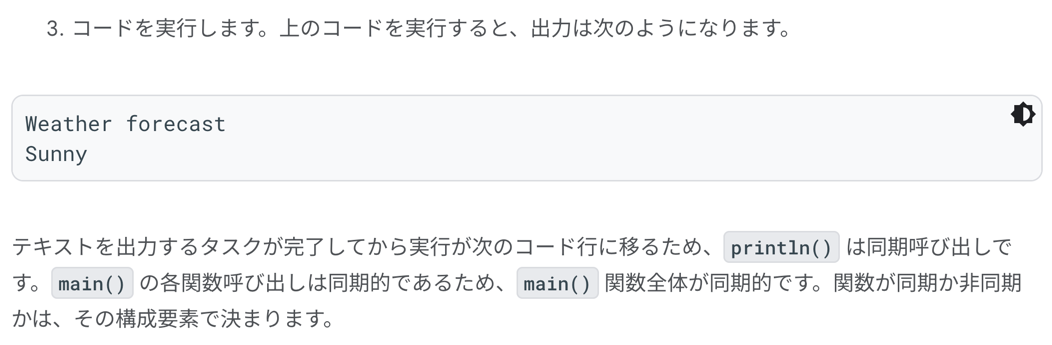 3. コードを実行します。上のコードを実行すると、出力は次のようになります。
Weather forecast
Sunny
テキストを出力するタスクが完了してから実行が次のコード行に移るため、 println() は同期呼び出しで
す。 main() の各関数呼び出しは同期的であるため、 main() 関数全体が同期的です。関数が同期か非同期
かは、その構成要素で決まります。